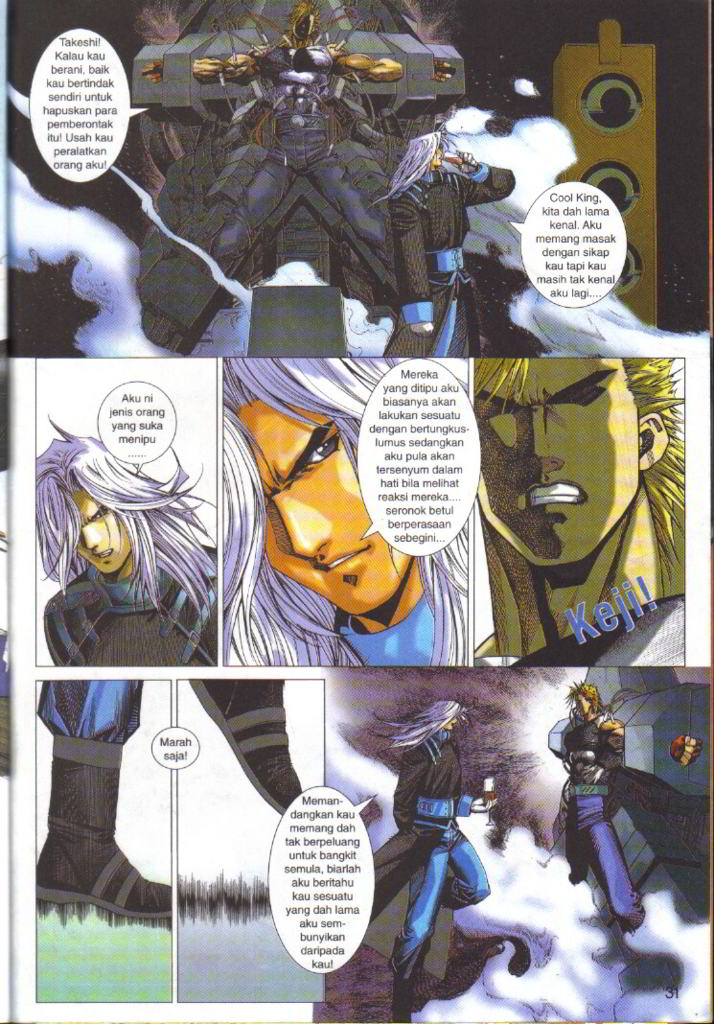 Takeshi!
Kalau kau
berani, baik
kau bertindak
sendiri untuk
hapuskan para
pemberontak
itu! Usah kau
peralatkan
orang aku!
Cool King,
kita dah lama
kenal. Aku
memang masak
dengan sikap
kau tapi kau
masih tak kenal
aku lagi....
Aku ni
jenis orang
yang suka
menipu
......
Mereka
yang ditipu aku
biasanya akan
lakukan sesuatu
dengan bertungkus-
lumus sedangkan
aku pula akan
tersenyum dalam
hati bila melihat
reaksi mereka....
seronok betul
berperasaan
sebegini...
Keji!
Marah
saja!
Meman-
dangkan kau
memang dah
tak berpeluang
untuk bangkit
semula, biarlah
aku beritahu
kau sesuatu
yang dah lama
aku sem-
bunyikan
daripada
kau!
31